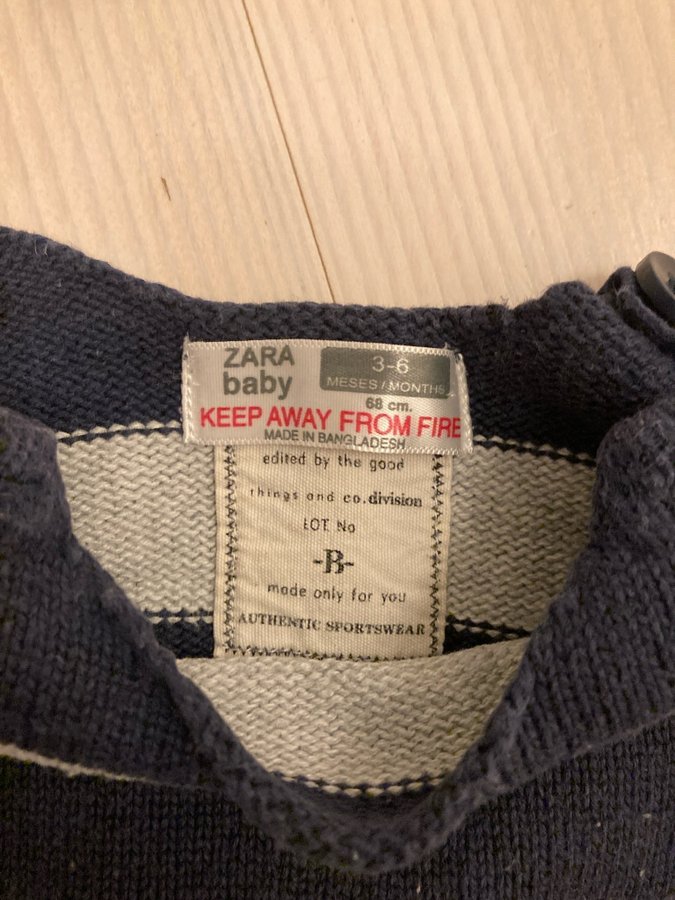 ZARA
baby
3-6
MESES / MONTHS
68 cm.
KEEP AWAY FROM FIRE
MADE IN BANGLADESH
edited by the good
things and co. division
LOT No
-B-
made only for you
AUTHENTIC SPORTSWEAR